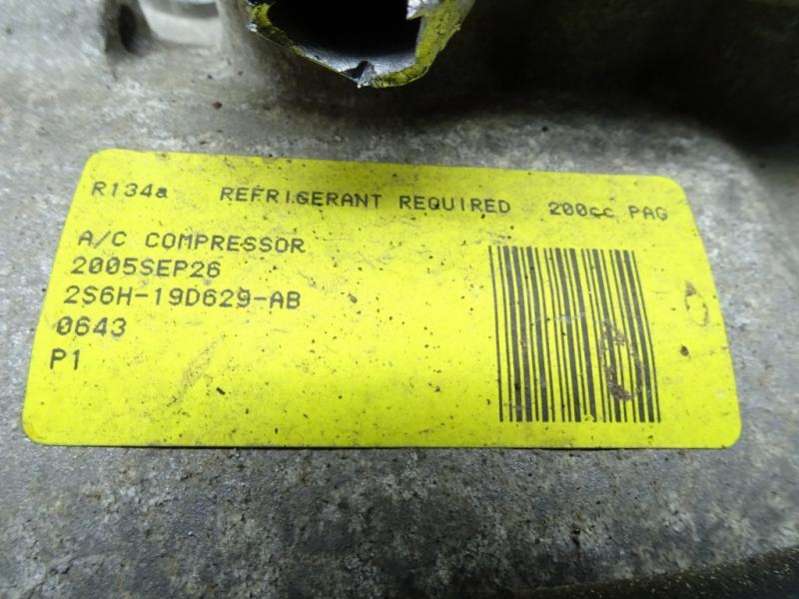 R134a REFRIGERANT REQUIRED 200cc PAG
A/C COMPRESSOR
2005SEP26
2S6H-19D629-AB
0643
P1